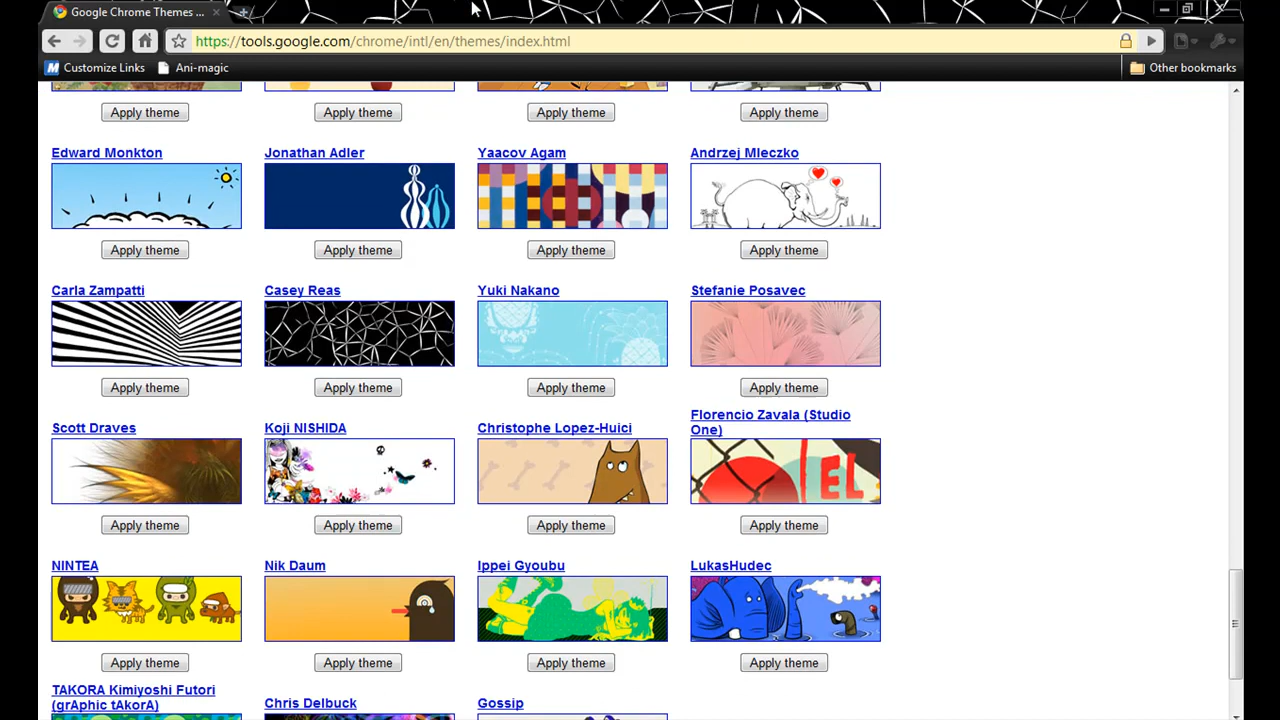 Google Chrome Themes ...
https://tools.google.com/chrome/intl/en/themes/index.html
Customize Links
Ani-magic
Other bookmarks
Apply theme
Apply theme
Apply theme
Apply theme
Edward Monkton
Jonathan Adler
Yaacov Agam
Andrzej Mleczko
Apply theme
Apply theme
Apply theme
Apply theme
Carla Zampatti
Casey Reas
Yuki Nakano
Stefanie Posavec
Apply theme
Apply theme
Apply theme
Apply theme
Scott Draves
Koji NISHIDA
Christophe Lopez-Huici
Florencio Zavala (Studio
One)
EL
Apply theme
Apply theme
Apply theme
Apply theme
NINTEA
Nik Daum
Ippei Gyoubu
LukasHudec
Apply theme
Apply theme
Apply theme
Apply theme
TAKORA Kimiyoshi Futori
(grAphic tAkorA)
Chris Delbuck
Gossip